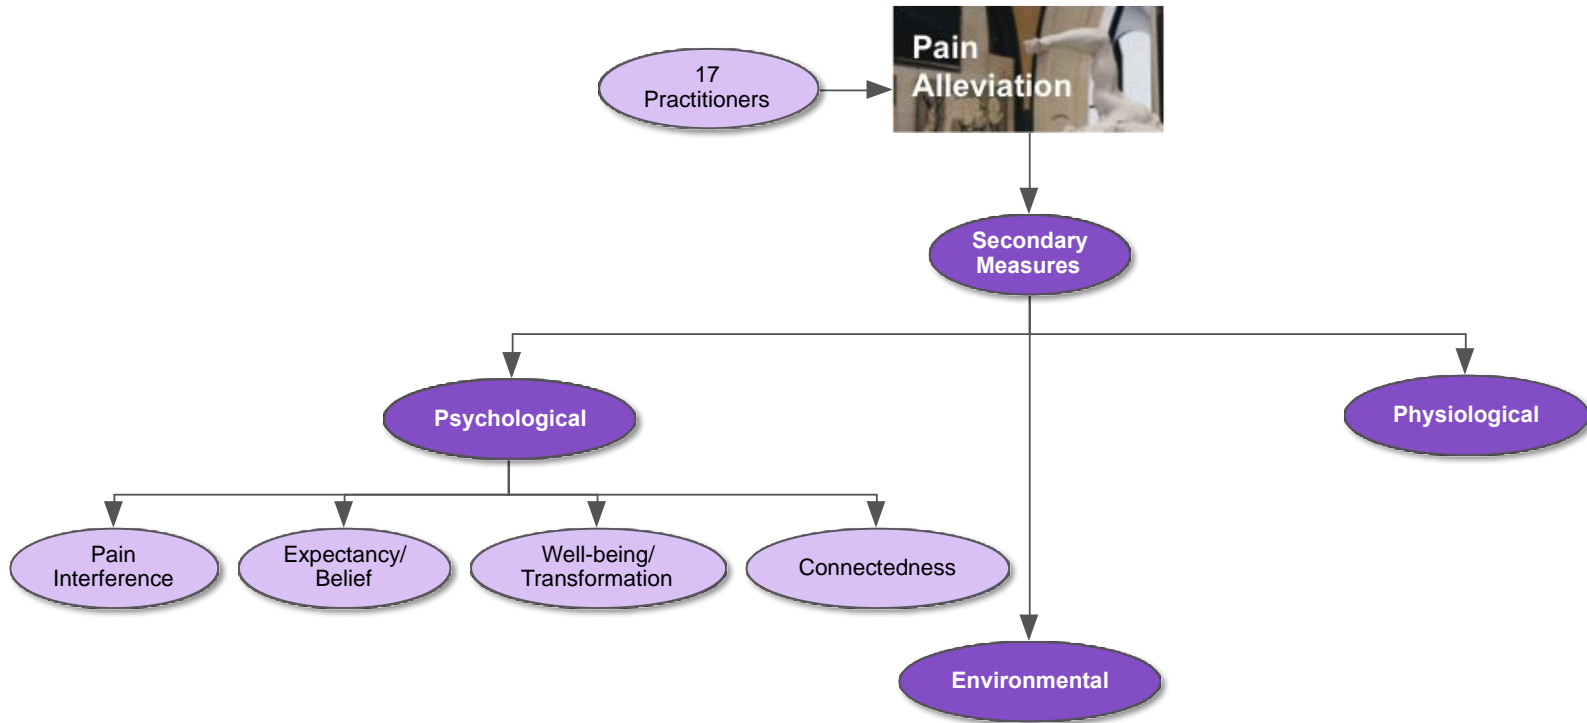 17
Practitioners
Pain
Alleviation
Secondary
Measures
Psychological
Physiological
Pain
Interference
Expectancy/
Belief
Well-being/
Transformation
Connectedness
Environmental